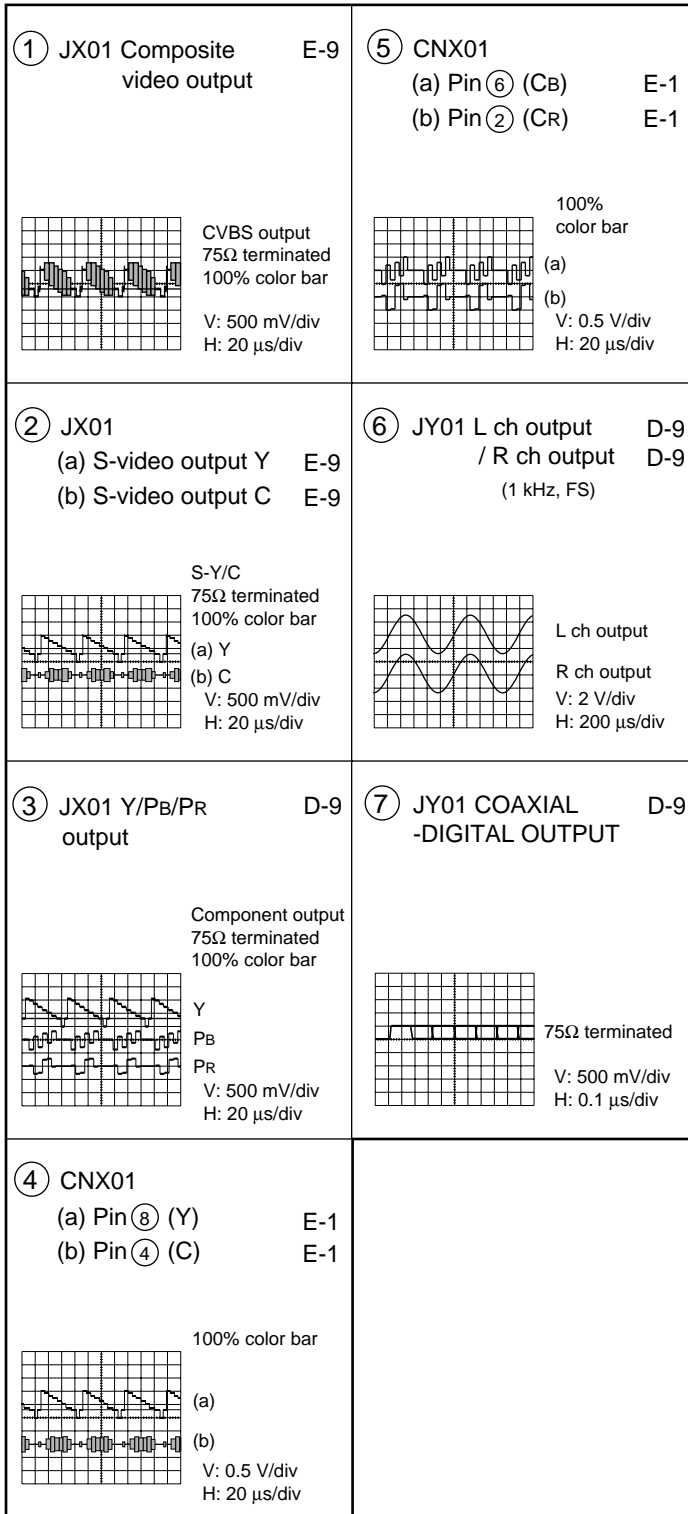 ① JX01 Composite E-9
video output
CVBS output
75Ω terminated
100% color bar
V: 500 mV/div
H: 20 µs/div
② JX01
(a) S-video output Y E-9
(b) S-video output C E-9
S-Y/C
75Ω terminated
100% color bar
(a) Y
(b) C
V: 500 mV/div
H: 20 µs/div
③ JX01 Y/PB/PR D-9
output
Component output
75Ω terminated
100% color bar
Y
PB
PR
V: 500 mV/div
H: 20 µs/div
④ CNX01
(a) Pin ⑧ (Y) E-1
(b) Pin ④ (C) E-1
100% color bar
(a)
(b)
V: 0.5 V/div
H: 20 µs/div
⑤ CNX01
(a) Pin ⑥ (CB) E-1
(b) Pin ② (CR) E-1
100%
color bar
(a)
(b)
V: 0.5 V/div
H: 20 µs/div
⑥ JY01 L ch output D-9
/ R ch output D-9
(1 kHz, FS)
L ch output
R ch output
V: 2 V/div
H: 200 µs/div
⑦ JY01 COAXIAL D-9
-DIGITAL OUTPUT
75Ω terminated
V: 500 mV/div
H: 0.1 µs/div